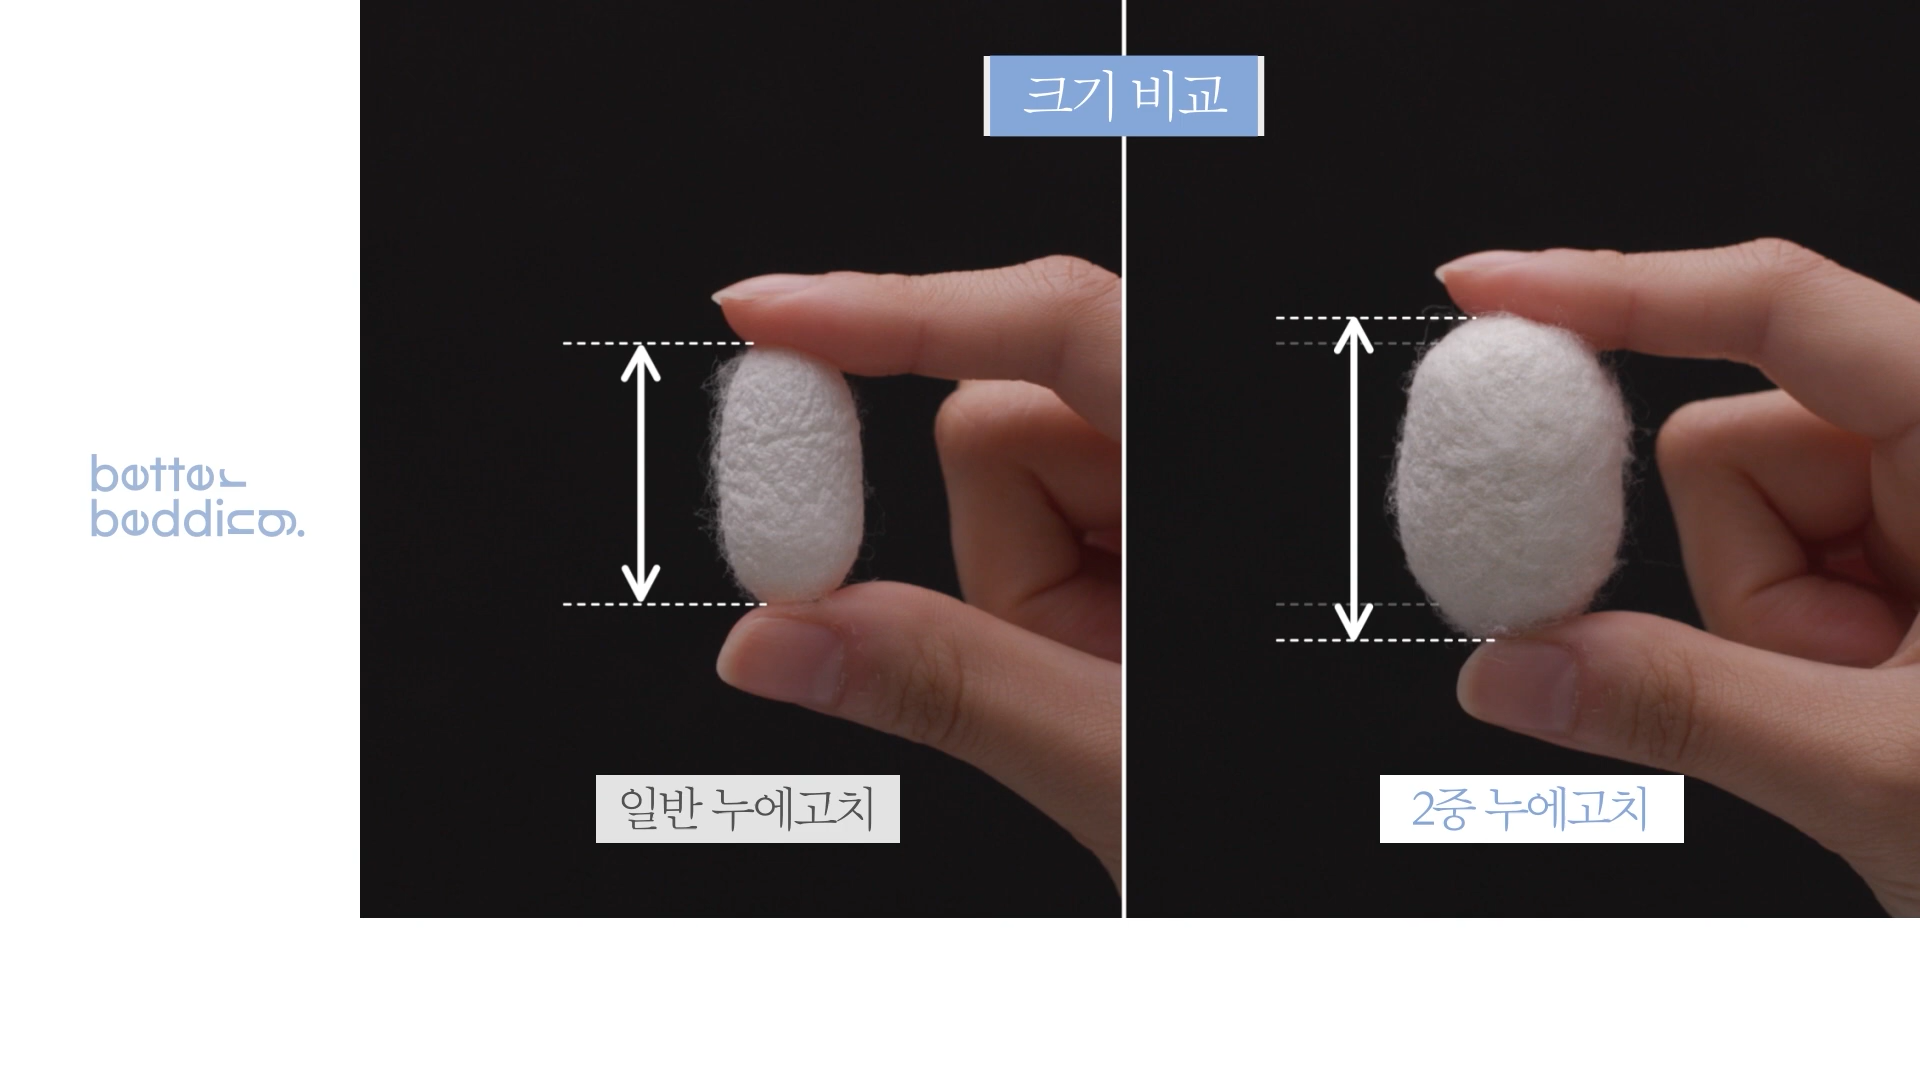 크기 비교
better
bedding.
일반 누에고치
2중 누에고치